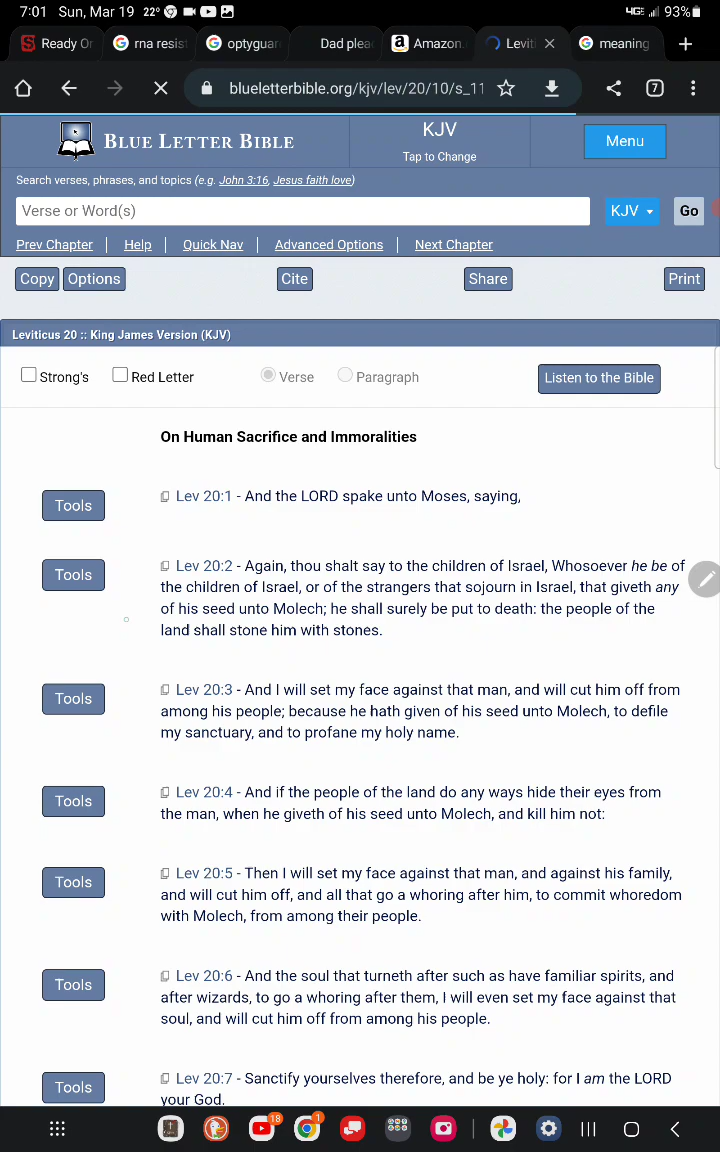 7:01 Sun, Mar 19 22° 4GE 93%
Ready Or rna resis optyguar Dad plea Amazon. Levit meaning
blueletterbible.org/kjv/lev/20/10/s_11 7
BLUE LETTER BIBLE KJV Menu
Tap to Change
Search verses, phrases, and topics (e.g. John 3:16, Jesus faith love)
Verse or Word(s) KJV Go
Prev Chapter | Help | Quick Nav | Advanced Options | Next Chapter
Copy Options Cite Share Print
Leviticus 20 :: King James Version (KJV)
Strong's Red Letter Verse Paragraph Listen to the Bible
On Human Sacrifice and Immoralities
Tools Lev 20:1 - And the LORD spake unto Moses, saying,
Tools Lev 20:2 - Again, thou shalt say to the children of Israel, Whosoever he be of
the children of Israel, or of the strangers that sojourn in Israel, that giveth any
of his seed unto Molech; he shall surely be put to death: the people of the
land shall stone him with stones.
Tools Lev 20:3 - And I will set my face against that man, and will cut him off from
among his people; because he hath given of his seed unto Molech, to defile
my sanctuary, and to profane my holy name.
Tools Lev 20:4 - And if the people of the land do any ways hide their eyes from
the man, when he giveth of his seed unto Molech, and kill him not:
Tools Lev 20:5 - Then I will set my face against that man, and against his family,
and will cut him off, and all that go a whoring after him, to commit whoredom
with Molech, from among their people.
Tools Lev 20:6 - And the soul that turneth after such as have familiar spirits, and
after wizards, to go a whoring after them, I will even set my face against that
soul, and will cut him off from among his people.
Tools Lev 20:7 - Sanctify yourselves therefore, and be ye holy: for I am the LORD
your God.
18 1